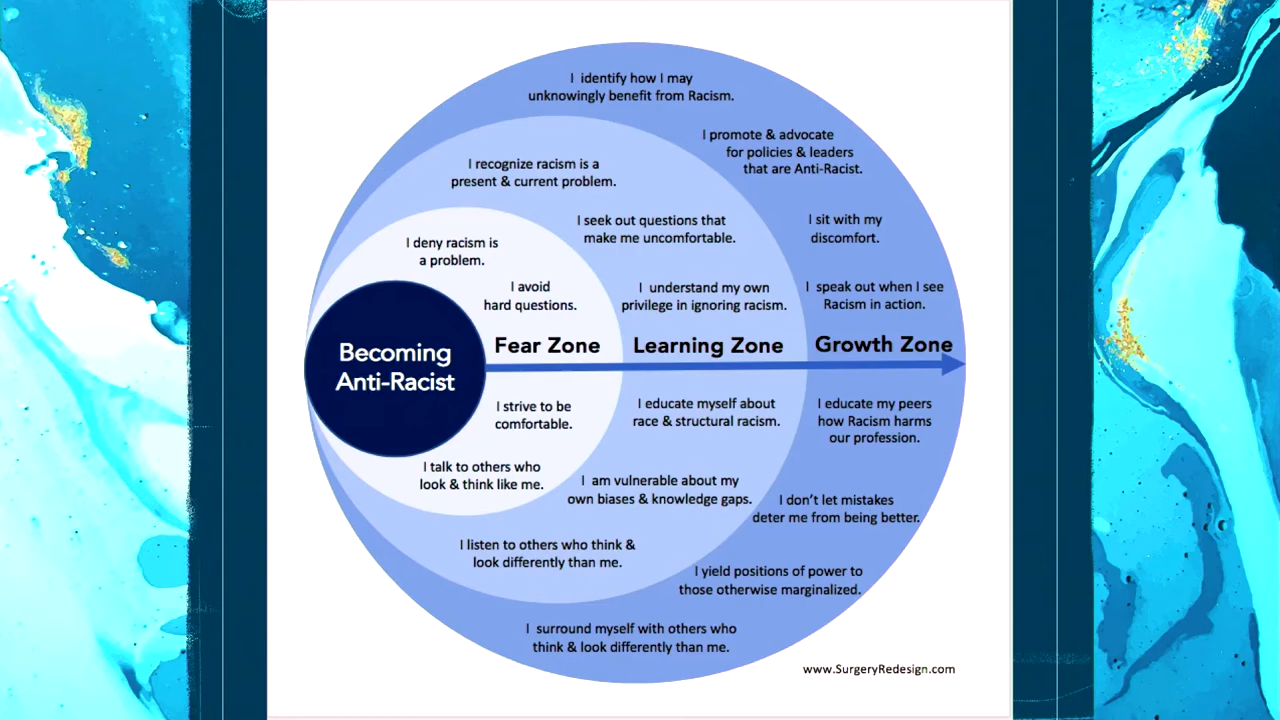 I identify how I may
unknowingly benefit from Racism.
I promote & advocate
for policies & leaders
that are Anti-Racist.
I recognize racism is a
present & current problem.
I seek out questions that
make me uncomfortable.
I sit with my
discomfort.
I deny racism is
a problem.
I avoid
hard questions.
I understand my own
privilege in ignoring racism.
I speak out when I see
Racism in action.
Becoming
Anti-Racist
Fear Zone
Learning Zone
Growth Zone
I strive to be
comfortable.
I educate myself about
race & structural racism.
I educate my peers
how Racism harms
our profession.
I talk to others who
look & think like me.
I am vulnerable about my
own biases & knowledge gaps.
I don't let mistakes
deter me from being better.
I listen to others who think &
look differently than me.
I yield positions of power to
those otherwise marginalized.
I surround myself with others who
think & look differently than me.
www.SurgeryRedesign.com